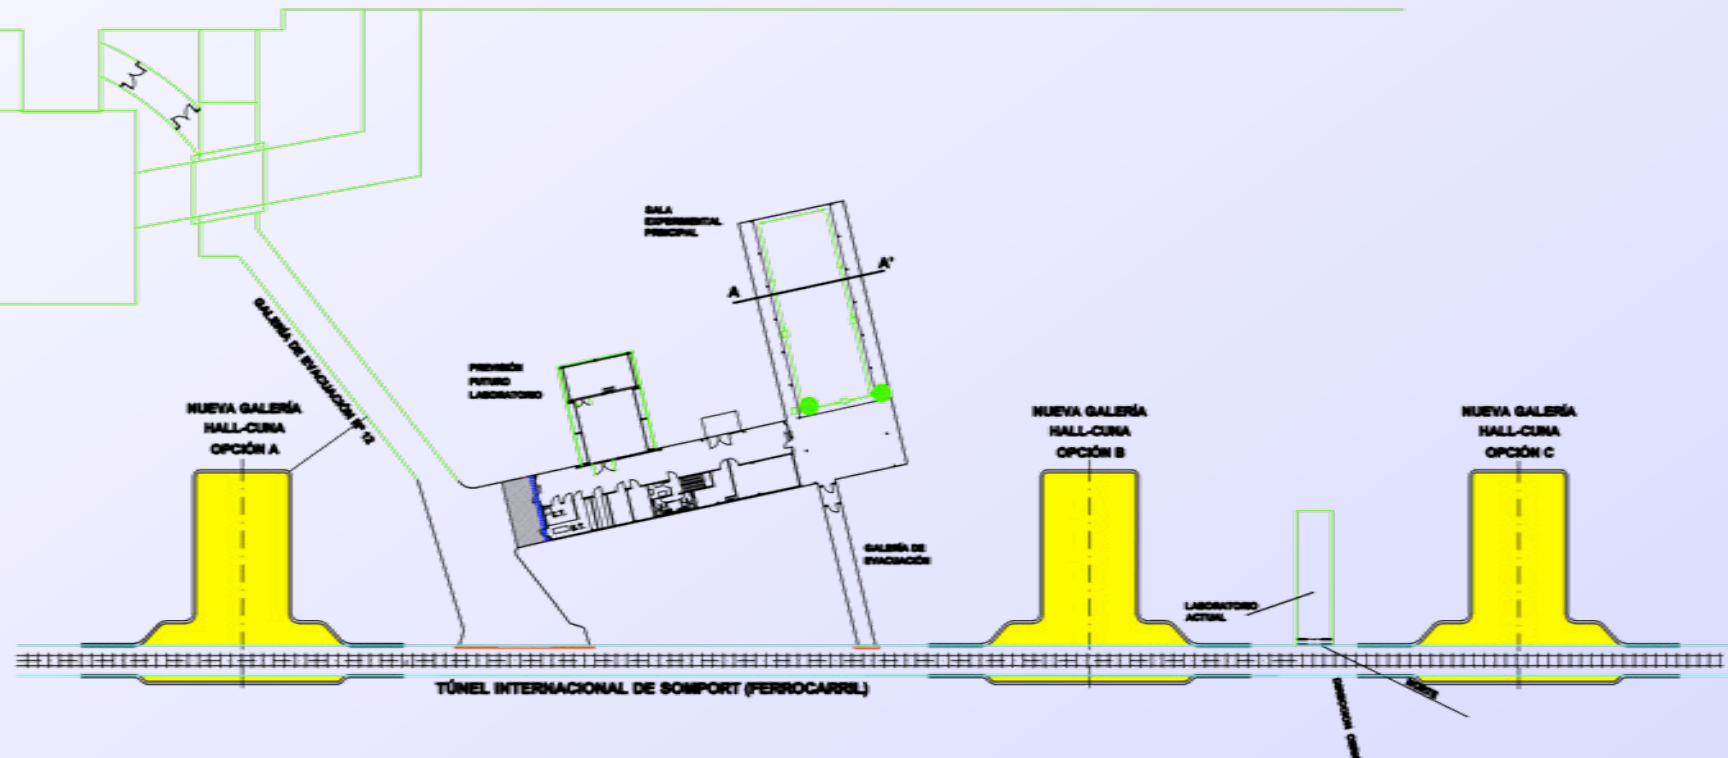 SALA
EXPERIMENTAL
PRINCIPAL
A
A'
GALERÍA DE EVACUACIÓN Nº 12
PREVISIÓN
FUTURO
LABORATORIO
NUEVA GALERÍA
HALL-CUNA
OPCIÓN A
NUEVA GALERÍA
HALL-CUNA
OPCIÓN B
NUEVA GALERÍA
HALL-CUNA
OPCIÓN C
GALERÍA DE
EVACUACIÓN
LABORATORIO
ACTUAL
TÚNEL INTERNACIONAL DE SOMPORT (FERROCARRIL)
NORTE